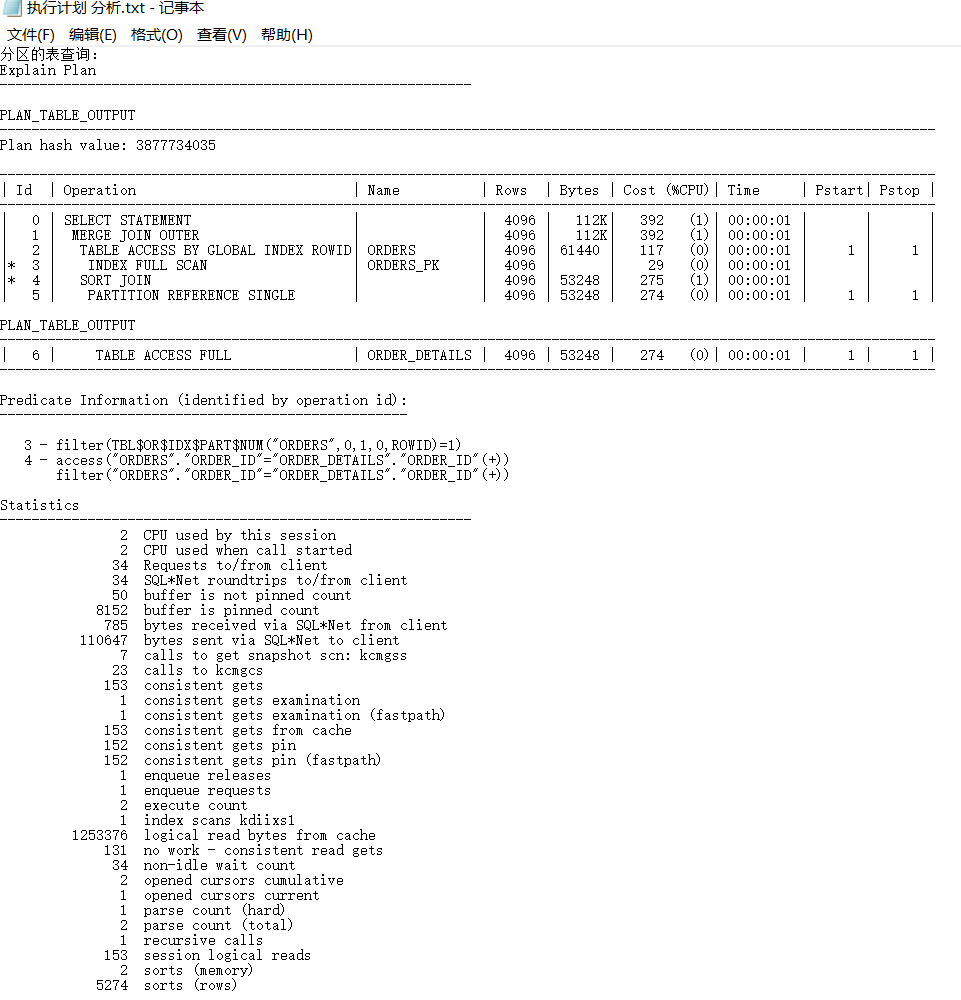 执行计划 分析.txt - 记事本
文件(F) 编辑(E) 格式(O) 查看(V) 帮助(H)
分区的表查询:
Explain Plan
-----------------------------------------------------------
PLAN_TABLE_OUTPUT
---------------------------------------------------------------------------------------------------------------------
Plan hash value: 3877734035
---------------------------------------------------------------------------------------------------------------------
| Id  | Operation                           | Name          | Rows  | Bytes | Cost (%CPU)| Time     | Pstart| Pstop |
---------------------------------------------------------------------------------------------------------------------
|   0 | SELECT STATEMENT                    |               |  4096 |   112K|   392   (1)| 00:00:01 |       |       |
|   1 |  MERGE JOIN OUTER                   |               |  4096 |   112K|   392   (1)| 00:00:01 |       |       |
|   2 |   TABLE ACCESS BY GLOBAL INDEX ROWID| ORDERS        |  4096 | 61440 |   117   (0)| 00:00:01 |     1 |     1 |
|*  3 |    INDEX FULL SCAN                  | ORDERS_PK     |  4096 |       |    29   (0)| 00:00:01 |       |       |
|*  4 |   SORT JOIN                         |               |  4096 | 53248 |   275   (1)| 00:00:01 |       |       |
|   5 |    PARTITION REFERENCE SINGLE       |               |  4096 | 53248 |   274   (0)| 00:00:01 |     1 |     1 |
PLAN_TABLE_OUTPUT
---------------------------------------------------------------------------------------------------------------------
|   6 |     TABLE ACCESS FULL               | ORDER_DETAILS |  4096 | 53248 |   274   (0)| 00:00:01 |     1 |     1 |
---------------------------------------------------------------------------------------------------------------------
Predicate Information (identified by operation id):
---------------------------------------------------
3 - filter(TBL$OR$IDX$PART$NUM("ORDERS",0,1,0,ROWID)=1)
4 - access("ORDERS"."ORDER_ID"="ORDER_DETAILS"."ORDER_ID"(+))
filter("ORDERS"."ORDER_ID"="ORDER_DETAILS"."ORDER_ID"(+))
Statistics
-----------------------------------------------------------
2 CPU used by this session
2 CPU used when call started
34 Requests to/from client
34 SQL*Net roundtrips to/from client
50 buffer is not pinned count
8152 buffer is pinned count
785 bytes received via SQL*Net from client
110647 bytes sent via SQL*Net to client
7 calls to get snapshot scn: kcmgss
23 calls to kcmgcs
153 consistent gets
1 consistent gets examination
1 consistent gets examination (fastpath)
153 consistent gets from cache
152 consistent gets pin
152 consistent gets pin (fastpath)
1 enqueue releases
1 enqueue requests
2 execute count
1 index scans kdiixs1
1253376 logical read bytes from cache
131 no work - consistent read gets
34 non-idle wait count
2 opened cursors cumulative
1 opened cursors current
1 parse count (hard)
2 parse count (total)
1 recursive calls
153 session logical reads
2 sorts (memory)
5274 sorts (rows)